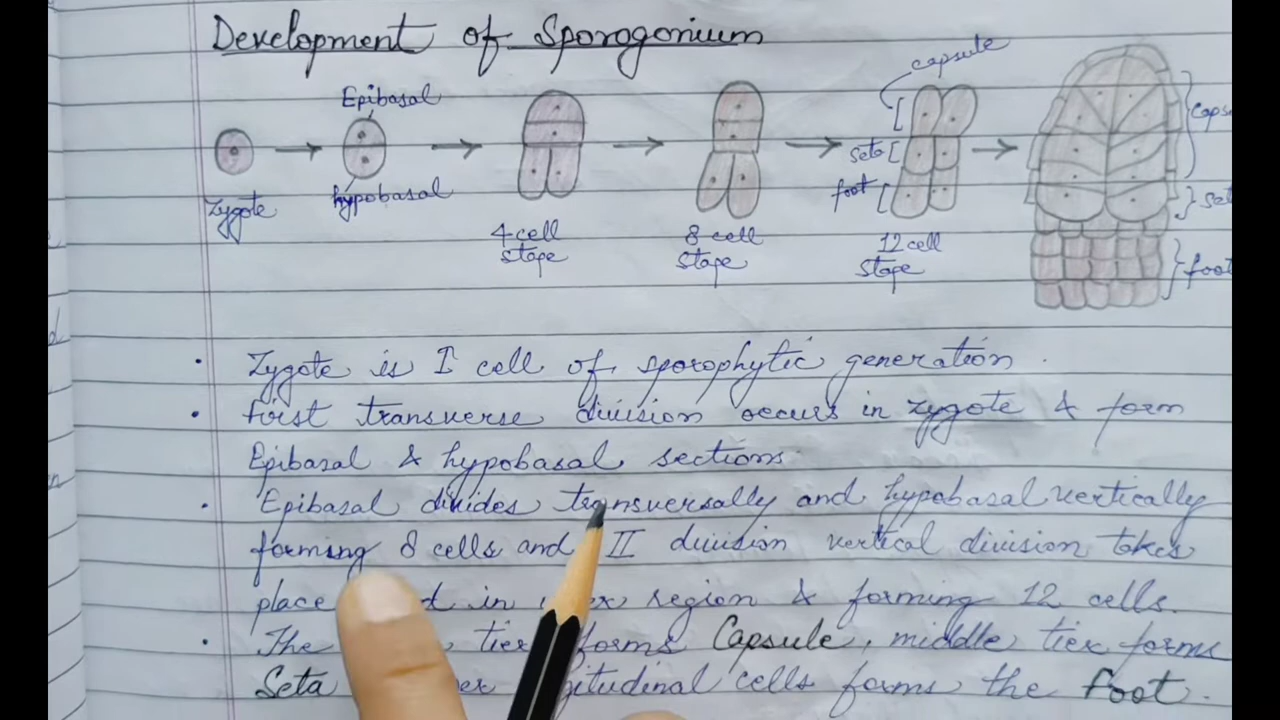 Development of Sporogonium
capsule
Epibasal
seta
foot
hypobasal
Zygote
4 cell
stage
8 cell
stage
12 cell
stage
foot
• Zygote is I cell of sporophytic generation.
• first transverse division occurs in zygote & form
Epibasal & hypobasal sections.
• Epibasal divides transversally and hypobasal vertically
forming 8 cells and II division vertical division takes
place in region & forming 12 cells.
• The tier forms Capsule, middle tier forms
Seta cells forms the foot.